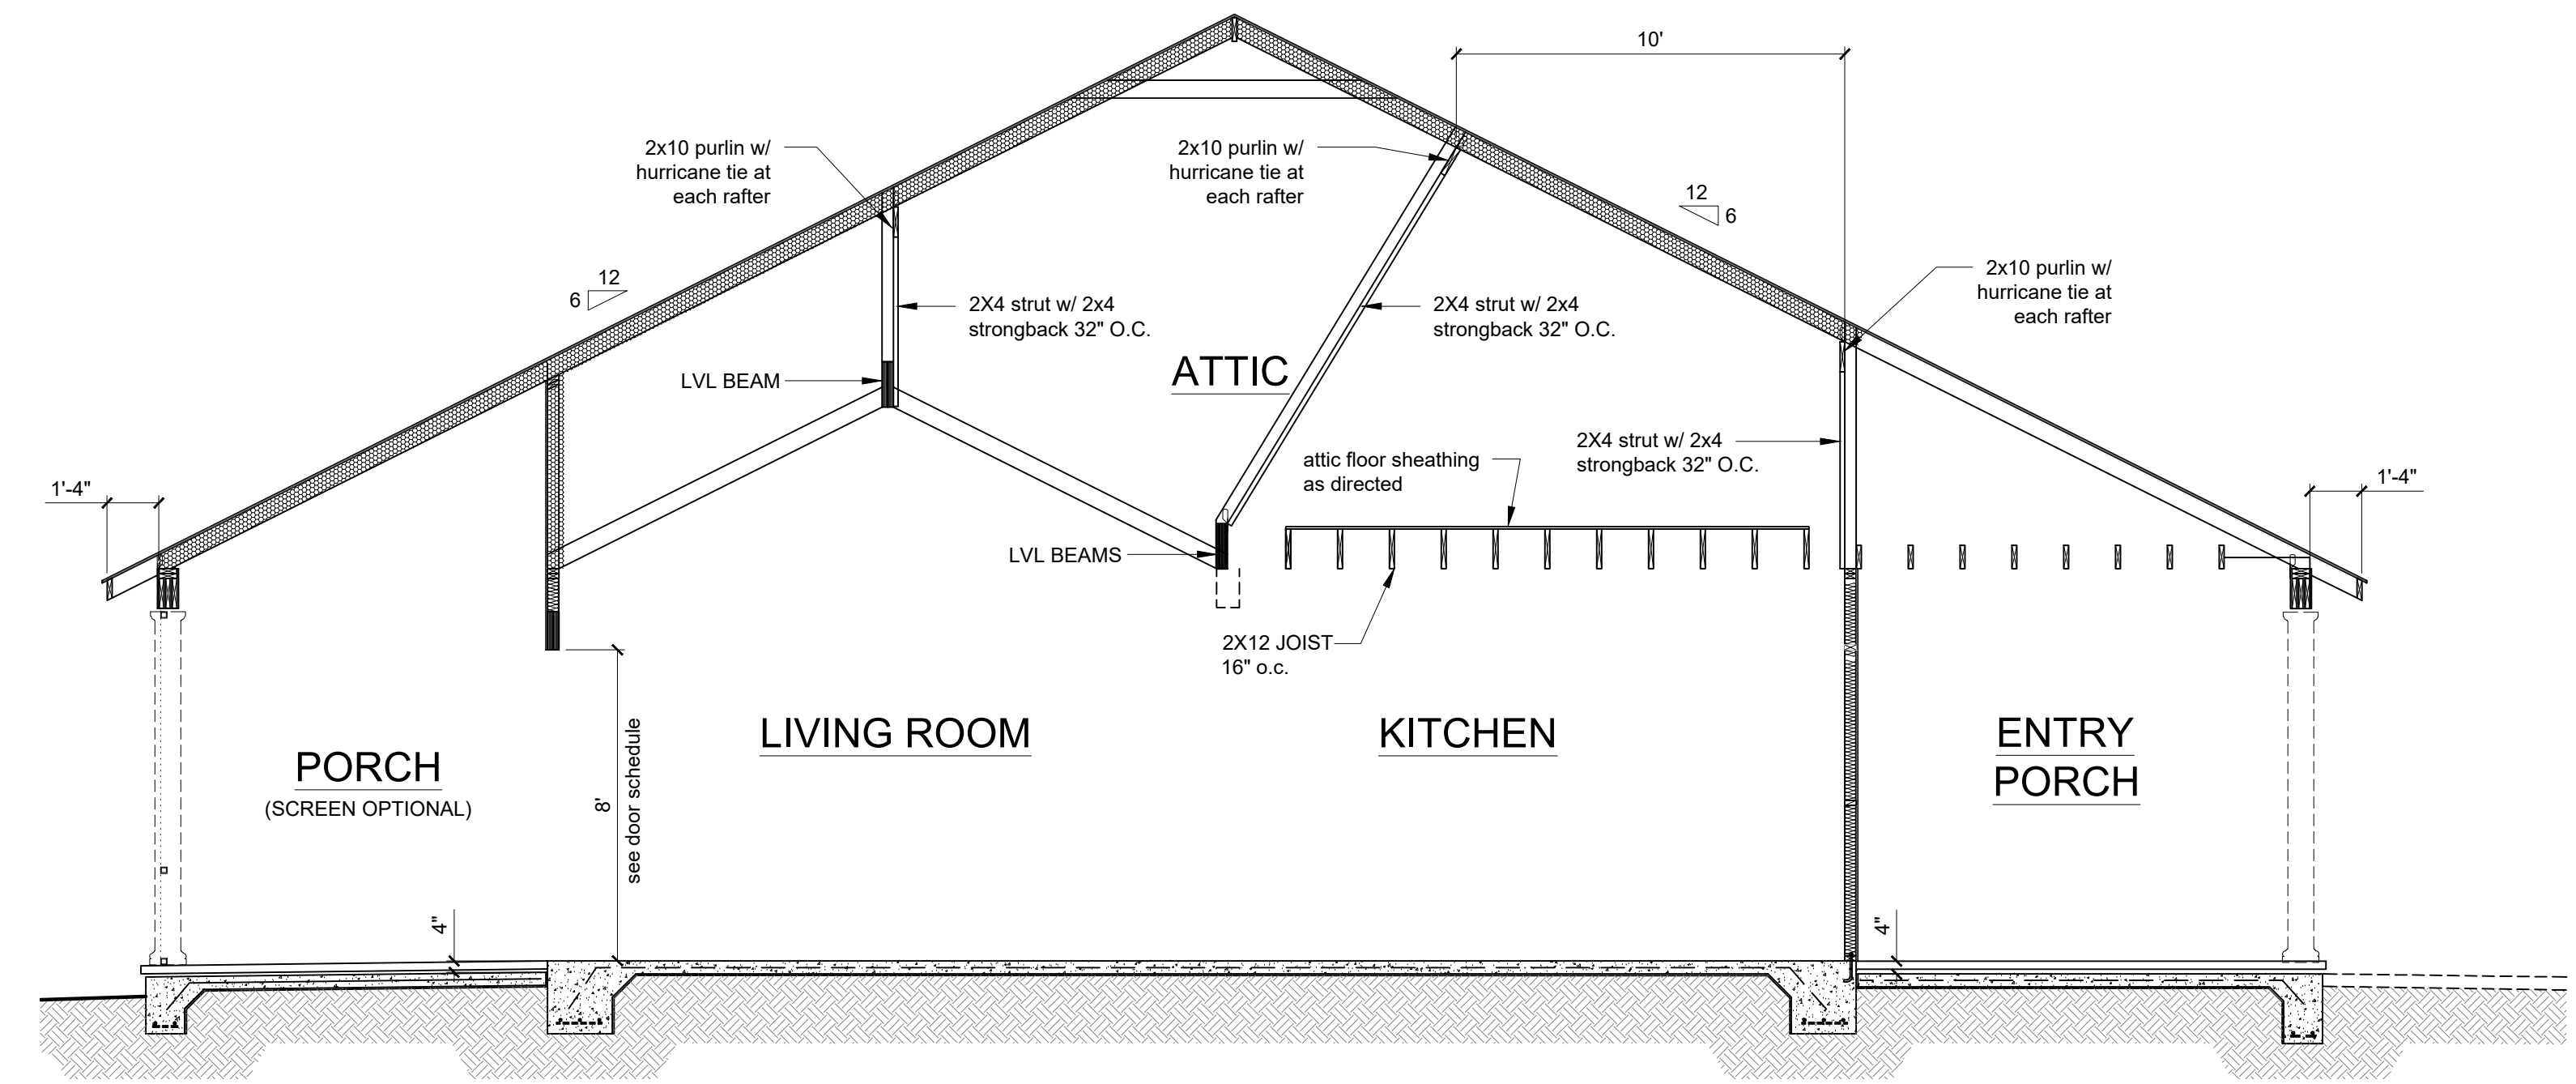 10'
2x10 purlin w/
hurricane tie at
each rafter
2x10 purlin w/
hurricane tie at
each rafter
12
6
2x10 purlin w/
hurricane tie at
each rafter
12
6
2X4 strut w/ 2x4
strongback 32" O.C.
2X4 strut w/ 2x4
strongback 32" O.C.
ATTIC
LVL BEAM
2X4 strut w/ 2x4
strongback 32" O.C.
attic floor sheathing
as directed
1'-4"
1'-4"
LVL BEAMS
2X12 JOIST
16" o.c.
LIVING ROOM
KITCHEN
ENTRY
PORCH
PORCH
(SCREEN OPTIONAL)
8'
see door schedule
4"
4"